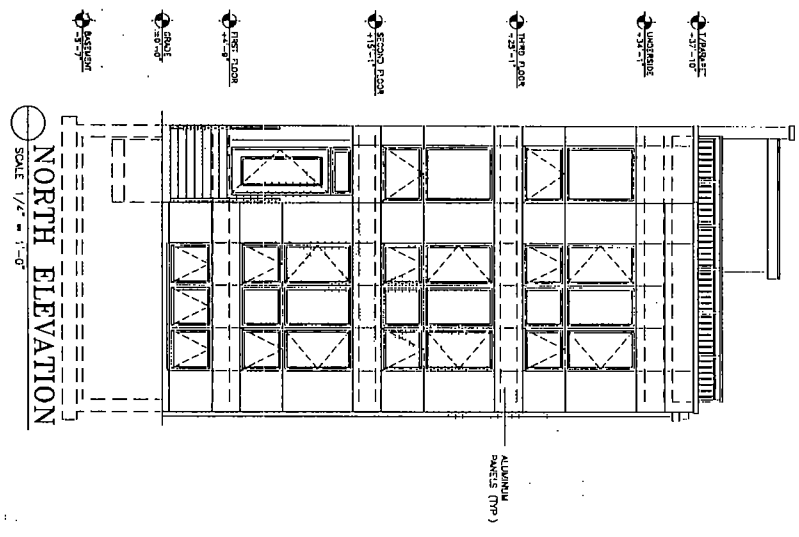 T/PARAPET
+37'-10"
UNDERSIDE
+34'-1"
THIRD FLOOR
+25'-1"
SECOND FLOOR
+15'-1"
FIRST FLOOR
+4'-9"
GRADE
±0'-0"
BASEMENT
-5'-7"
ALUMINUM
PANELS (TYP)
NORTH ELEVATION
SCALE 1/4" = 1'-0"